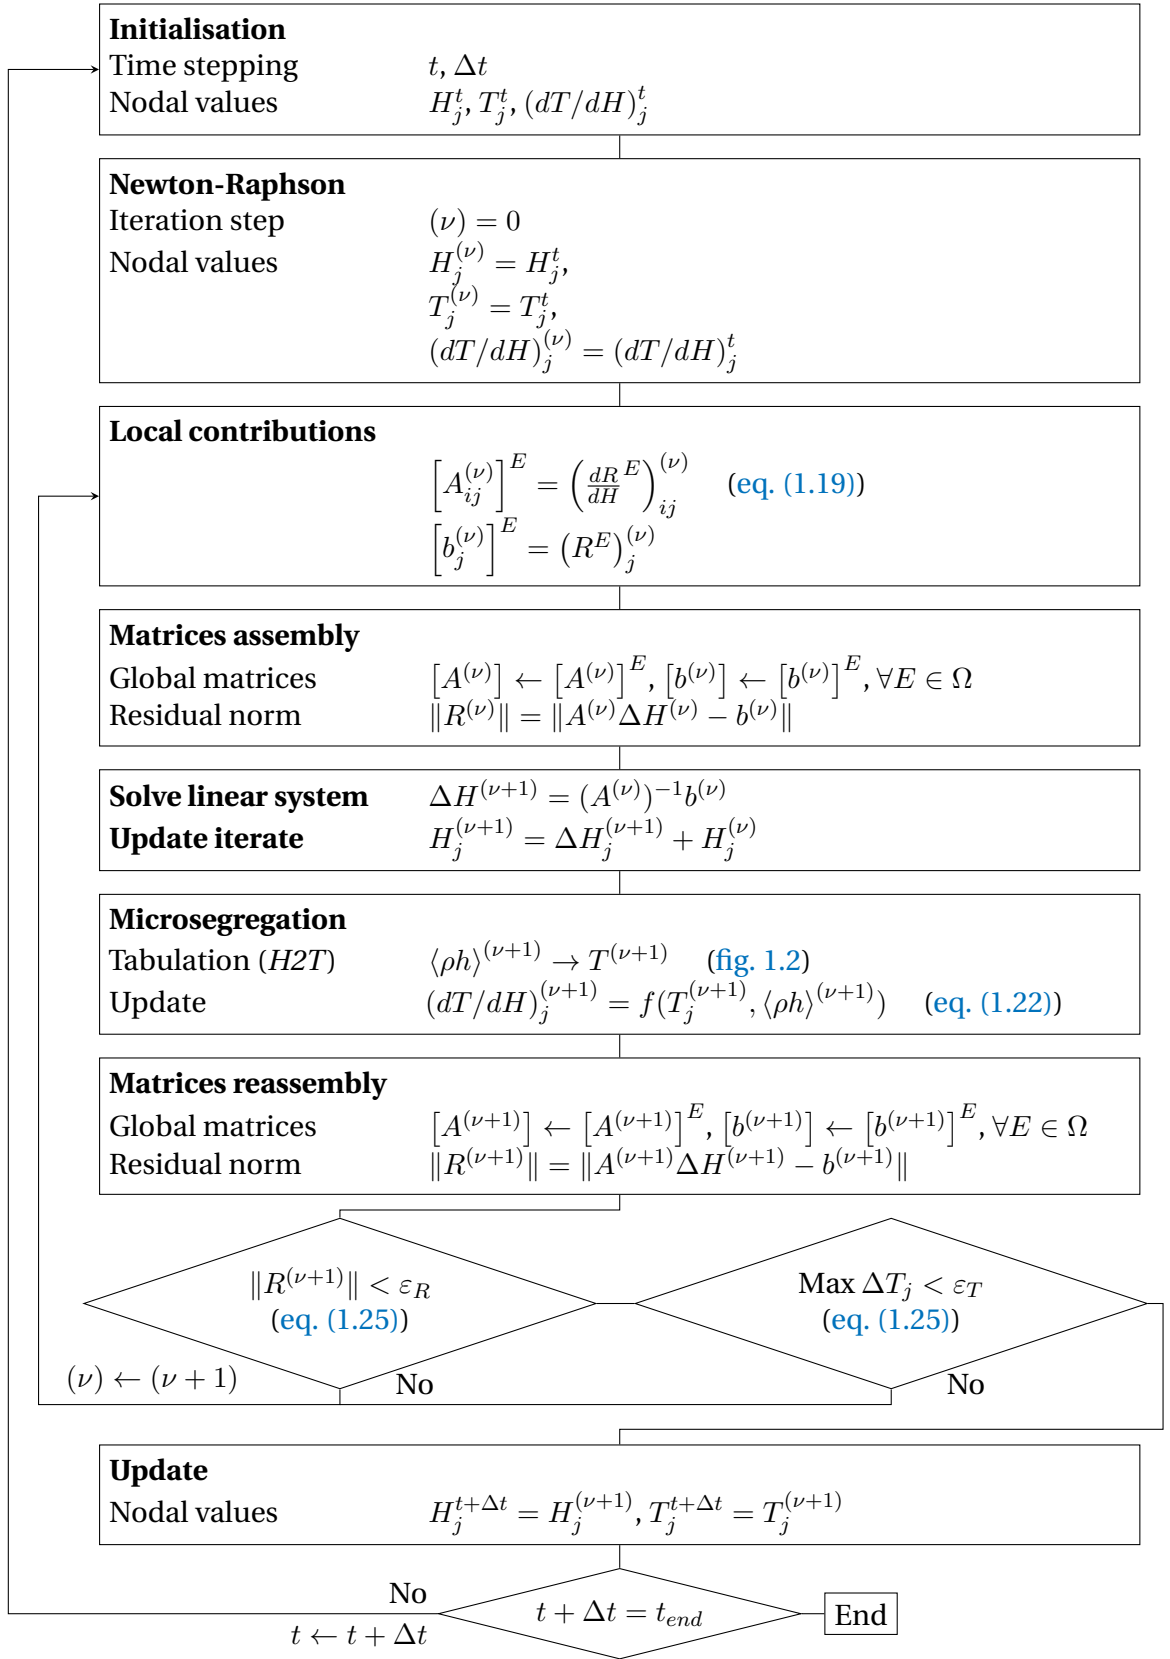 Initialisation
Time stepping t, Δt
Nodal values H_j^t, T_j^t, (dT/dH)_j^t
Newton-Raphson
Iteration step (ν) = 0
Nodal values H_j^{(ν)} = H_j^t,
T_j^{(ν)} = T_j^t,
(dT/dH)_j^{(ν)} = (dT/dH)_j^t
Local contributions
[A_{ij}^{(ν)}]^E = (\frac{dR}{dH}^E)_{ij}^{(ν)} (eq. (1.19))
[b_j^{(ν)}]^E = (R^E)_j^{(ν)}
Matrices assembly
Global matrices [A^{(ν)}] ← [A^{(ν)}]^E, [b^{(ν)}] ← [b^{(ν)}]^E, ∀E ∈ Ω
Residual norm ‖R^{(ν)}‖ = ‖A^{(ν)}ΔH^{(ν)} − b^{(ν)}‖
Solve linear system ΔH^{(ν+1)} = (A^{(ν)})^{−1}b^{(ν)}
Update iterate H_j^{(ν+1)} = ΔH_j^{(ν+1)} + H_j^{(ν)}
Microsegregation
Tabulation (H2T) ⟨ρh⟩^{(ν+1)} → T^{(ν+1)} (fig. 1.2)
Update (dT/dH)_j^{(ν+1)} = f(T_j^{(ν+1)}, ⟨ρh⟩^{(ν+1)}) (eq. (1.22))
Matrices reassembly
Global matrices [A^{(ν+1)}] ← [A^{(ν+1)}]^E, [b^{(ν+1)}] ← [b^{(ν+1)}]^E, ∀E ∈ Ω
Residual norm ‖R^{(ν+1)}‖ = ‖A^{(ν+1)}ΔH^{(ν+1)} − b^{(ν+1)}‖
‖R^{(ν+1)}‖ < ε_R
(eq. (1.25))
Max ΔT_j < ε_T
(eq. (1.25))
(ν) ← (ν + 1)
No
No
Update
Nodal values H_j^{t+Δt} = H_j^{(ν+1)}, T_j^{t+Δt} = T_j^{(ν+1)}
No
t ← t + Δt
t + Δt = t_{end}
End